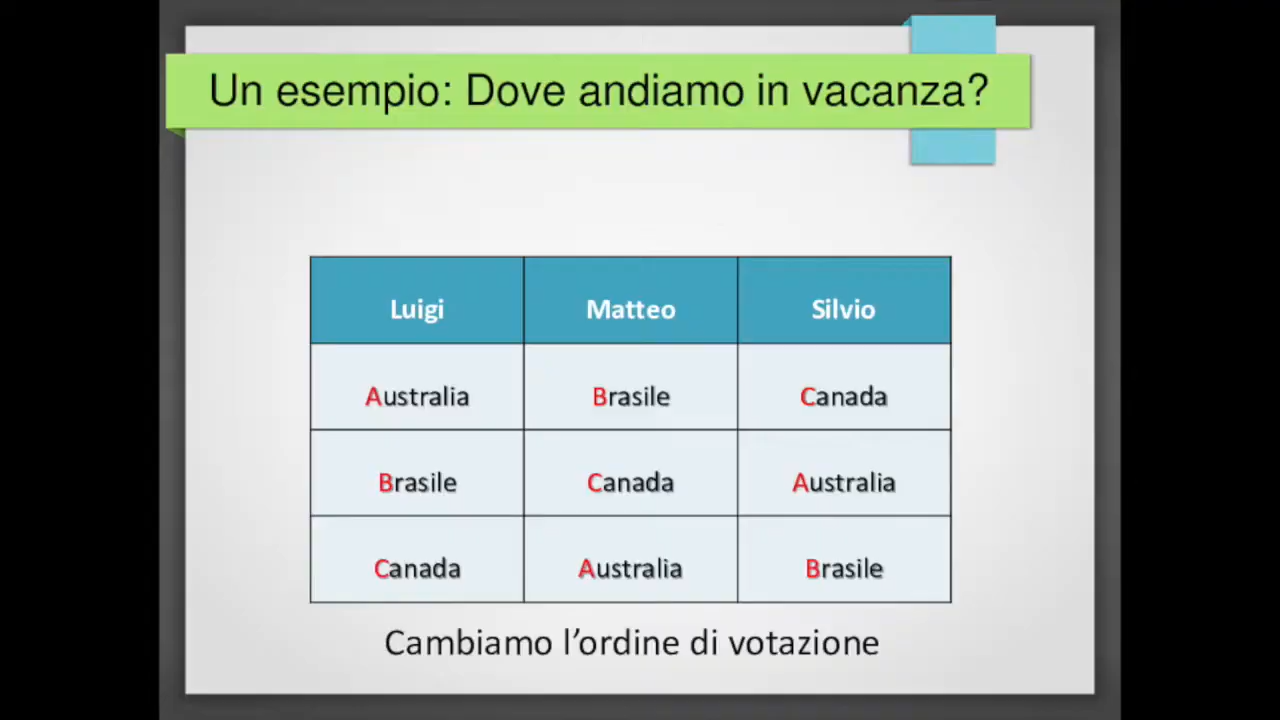 Un esempio: Dove andiamo in vacanza?
Luigi Matteo Silvio
Australia Brasile Canada
Brasile Canada Australia
Canada Australia Brasile
Cambiamo l’ordine di votazione